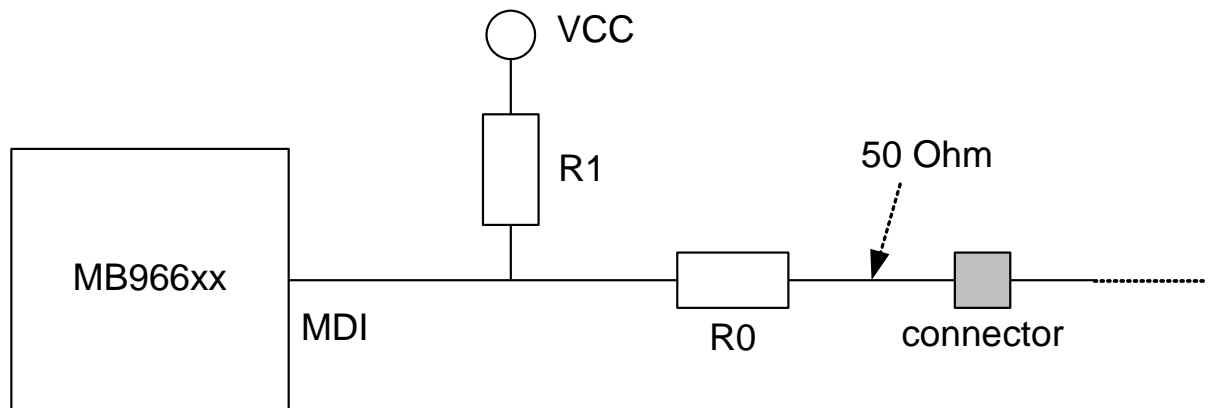 VCC
R1
50 Ohm
MB966xx
MDI
R0
connector